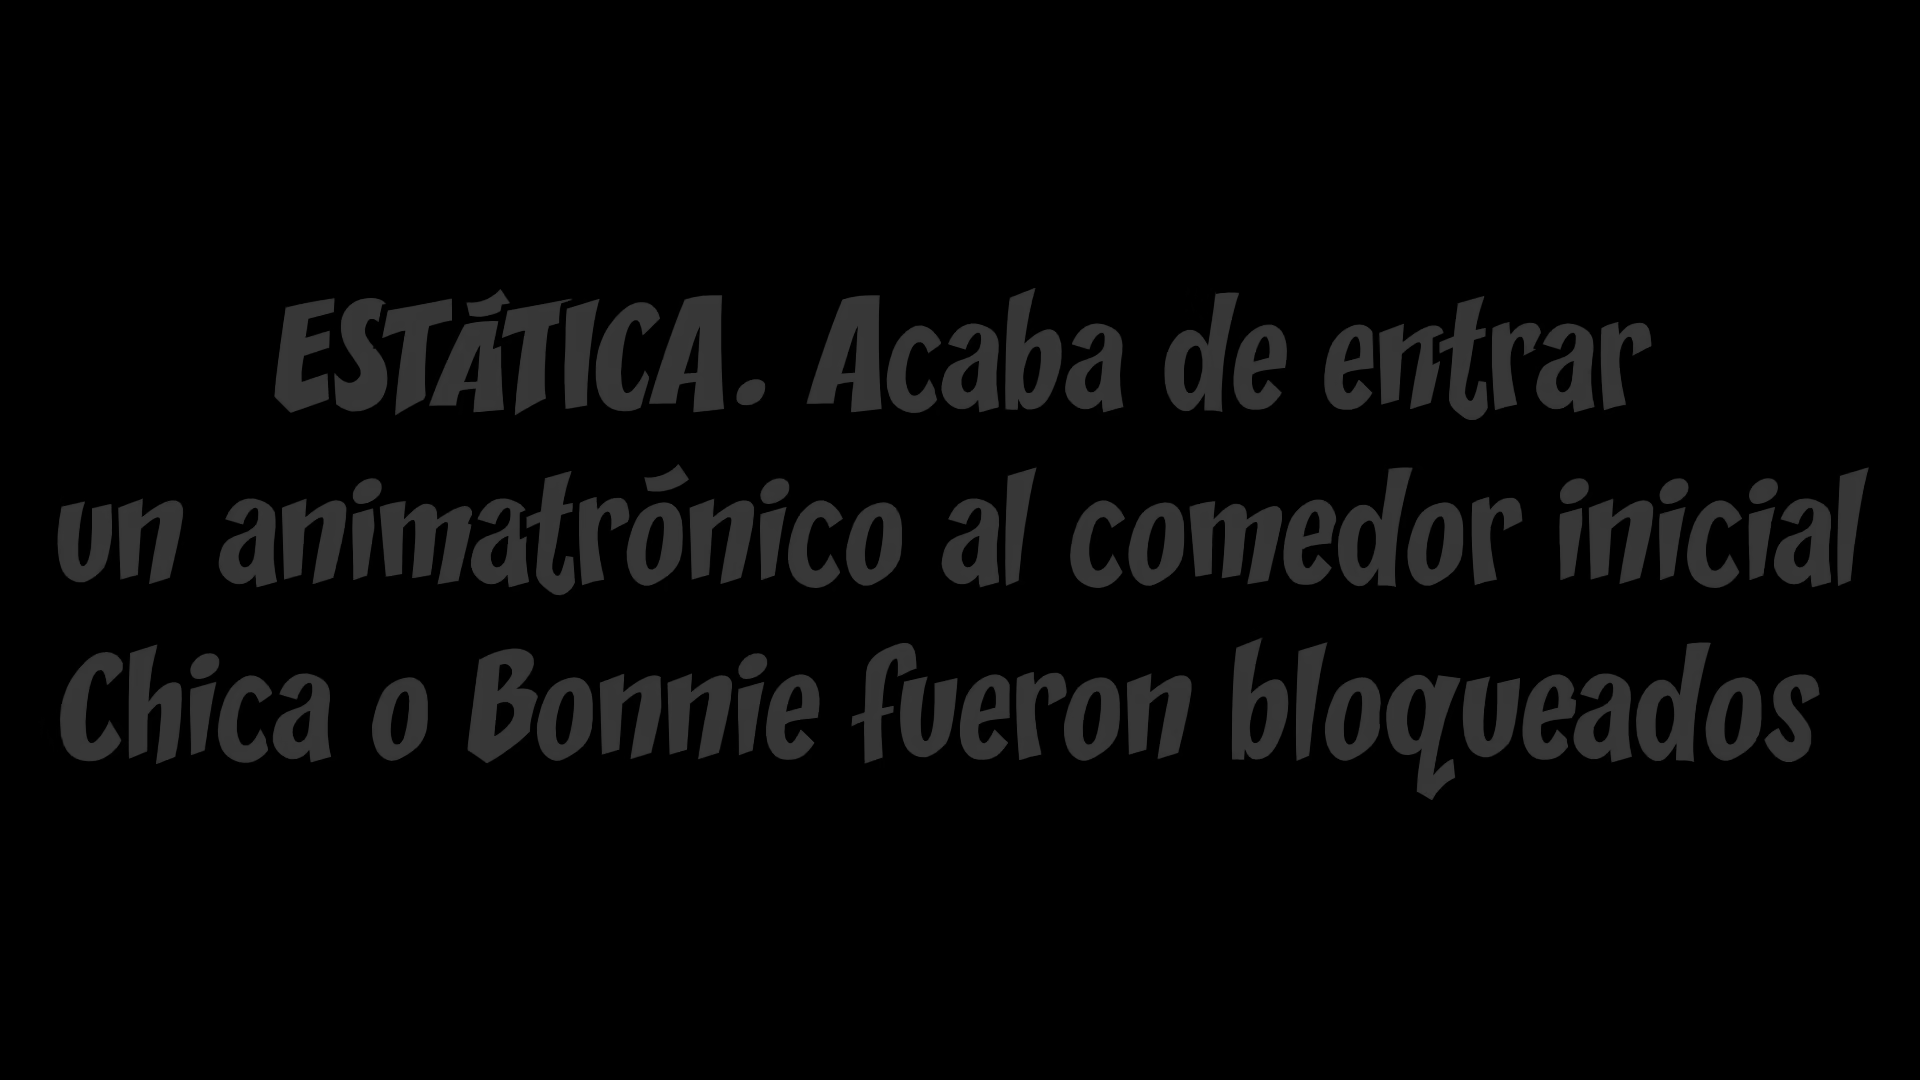 ESTÁTICA. Acaba de entrar
un animatrónico al comedor inicial
Chica o Bonnie fueron bloqueados